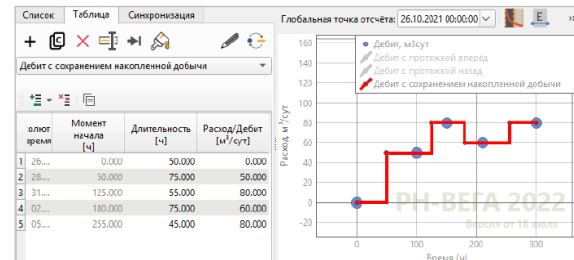 Список Таблица Синхронизация
Глобальная точка отсчёта: 26.10.2021 00:00:00
Дебит с сохранением накопленной добычи
олют время Момент начала [ч] Длительность [ч] Расход/Дебит [м³/сут]
1 26.... 0.000 50.000 0.000
2 28.... 50.000 75.000 50.000
3 31.... 125.000 55.000 80.000
4 02.... 180.000 75.000 60.000
5 05.... 255.000 45.000 80.000
Дебит, м3сут
Дебит с протяжкой вперёд
Дебит с протяжкой назад
Дебит с сохранением накопленной добычи
Расход, м³/сут
160
140
120
100
80
60
40
20
0
-20
РН-ВЕГА 2022
Версия от 18 июля
0 100 200 300
Время (ч)